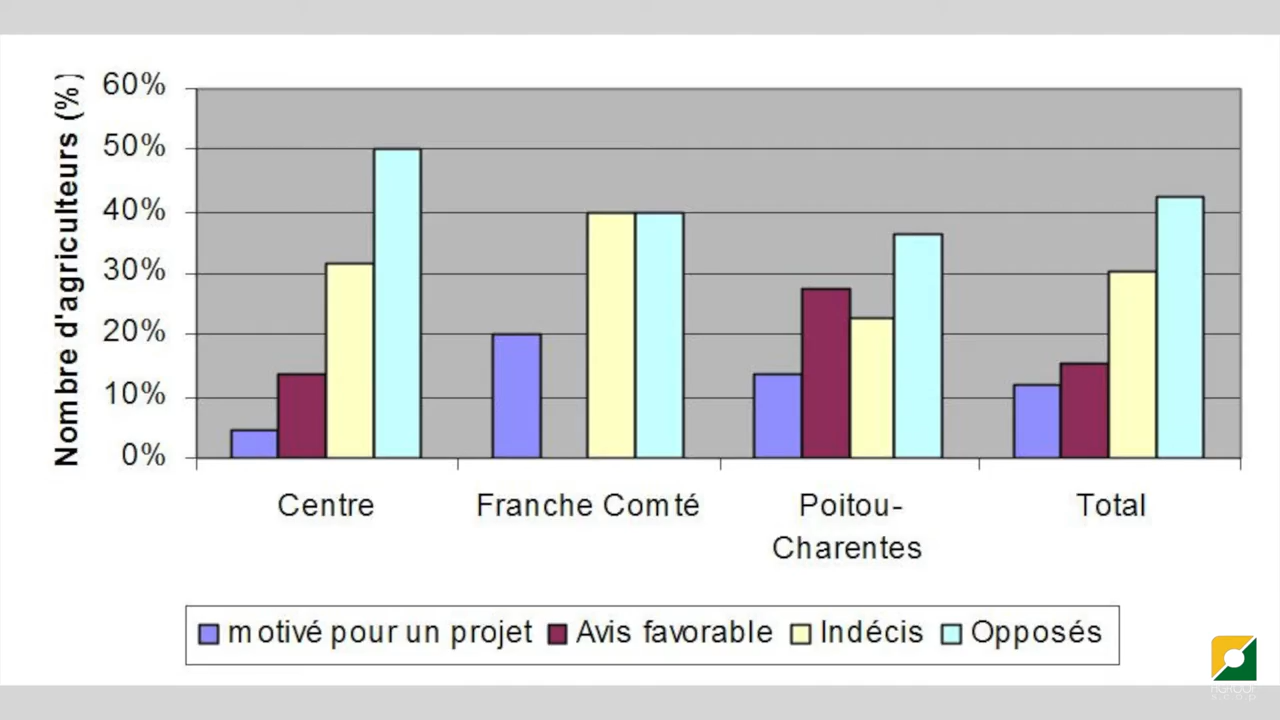 Nombre d'agriculteurs (%)
60%
50%
40%
30%
20%
10%
0%
Centre
Franche Comté
Poitou-
Charentes
Total
motivé pour un projet Avis favorable Indécis Opposés